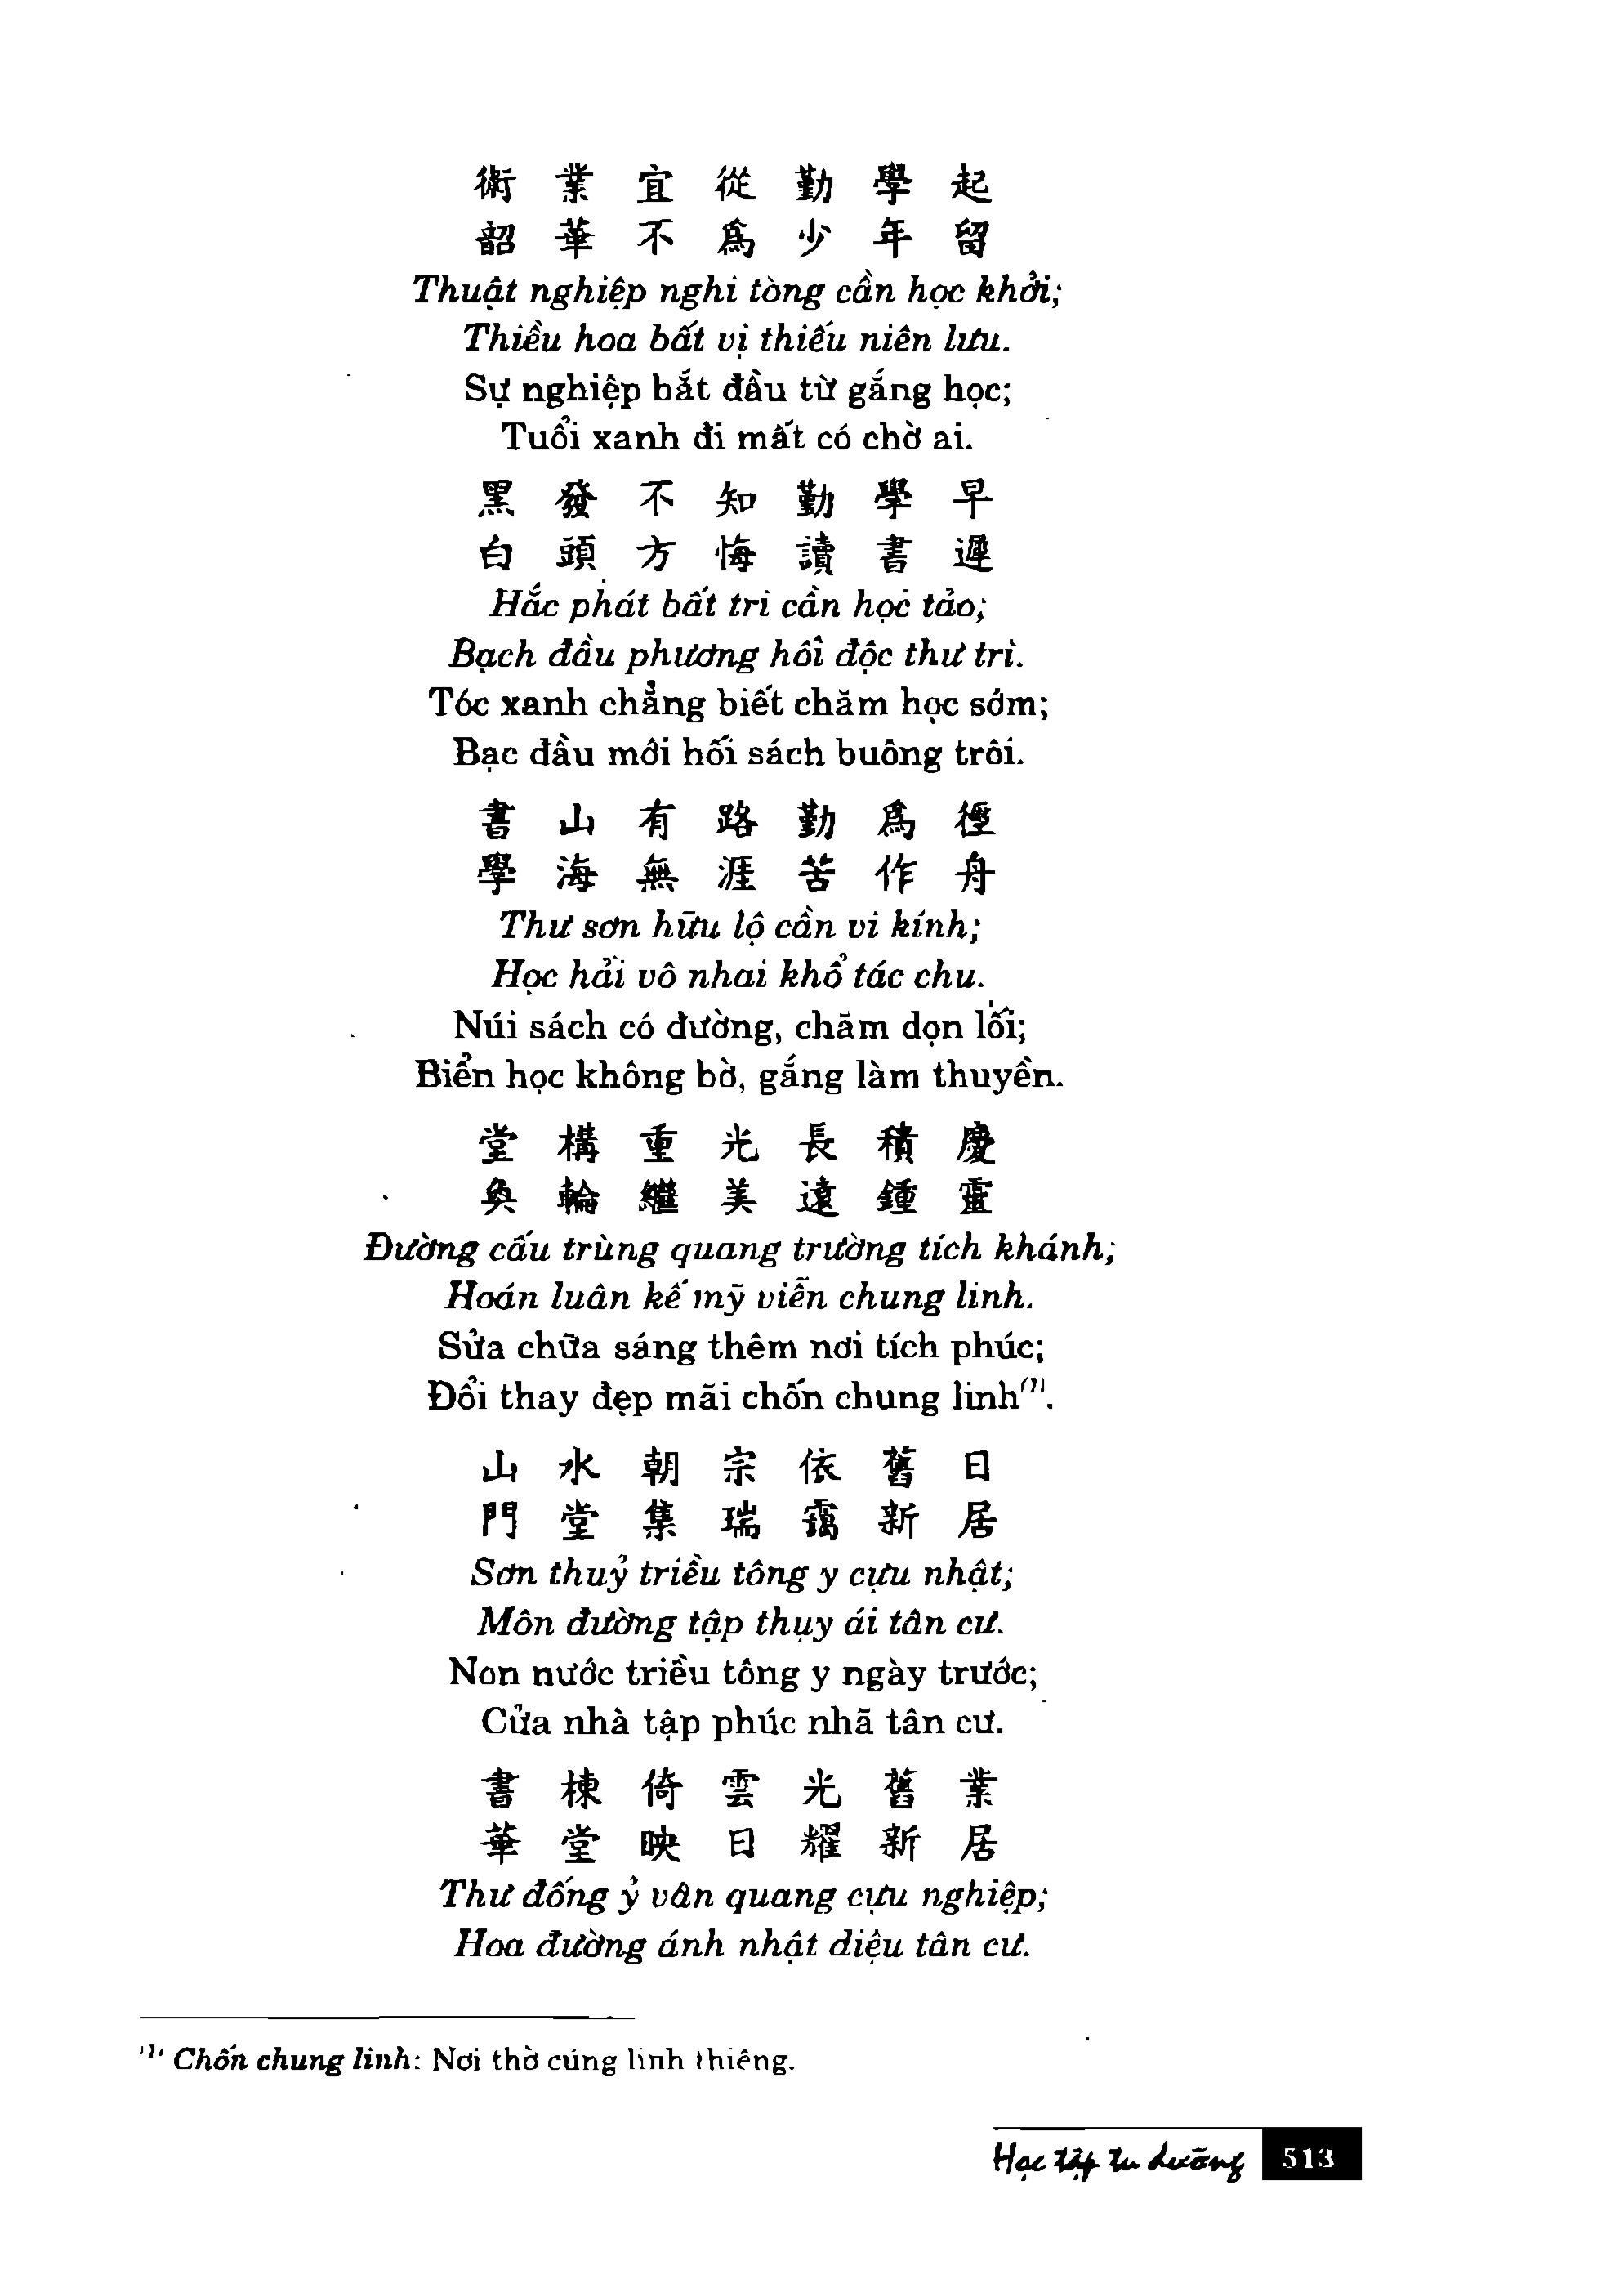 術業宜從勤學起
韶華不爲少年留
Thuật nghiệp nghi tòng cần học khởi;
Thiều hoa bất vị thiếu niên lưu.
Sự nghiệp bắt đầu từ gắng học;
Tuổi xanh đi mất có chờ ai.
黑發不知勤學早
白頭方悔讀書遲
Hắc phát bất tri cần học tảo;
Bạch đầu phương hối độc thư trì.
Tóc xanh chẳng biết chăm học sớm;
Bạc đầu mới hối sách buông trôi.
書山有路勤爲徑
學海無涯苦作舟
Thư sơn hữu lộ cần vi kính;
Học hải vô nhai khổ tác chu.
Núi sách có đường, chăm dọn lối;
Biển học không bờ, gắng làm thuyền.
堂構重光長積慶
奐輪繼美遠鍾靈
Đường cấu trùng quang trường tích khánh;
Hoán luân kế mỹ viễn chung linh.
Sửa chữa sáng thêm nơi tích phúc;
Đổi thay đẹp mãi chốn chung linh⁽¹⁾.
山水朝宗依舊日
門堂集瑞靄新居
Sơn thuỷ triều tông y cựu nhật;
Môn đường tập thụy ái tân cư.
Non nước triều tông y ngày trước;
Cửa nhà tập phúc nhã tân cư.
書棟倚雲光舊業
華堂映日耀新居
Thư đống ỷ vân quang cựu nghiệp;
Hoa đường ánh nhật diệu tân cư.
⁽¹⁾ Chốn chung linh: Nơi thờ cúng linh thiêng.
Học tập tu dưỡng 513